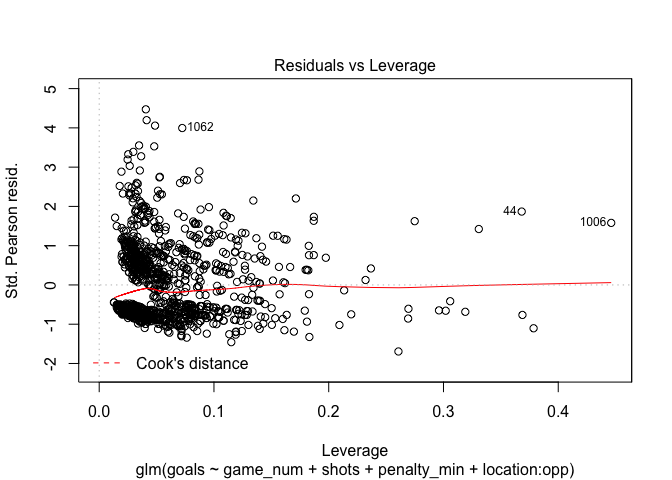 Residuals vs Leverage
Std. Pearson resid.
5
4
3
2
1
0
-1
-2
1062
44
1006
Cook's distance
0.0 0.1 0.2 0.3 0.4
Leverage
glm(goals ~ game_num + shots + penalty_min + location:opp)